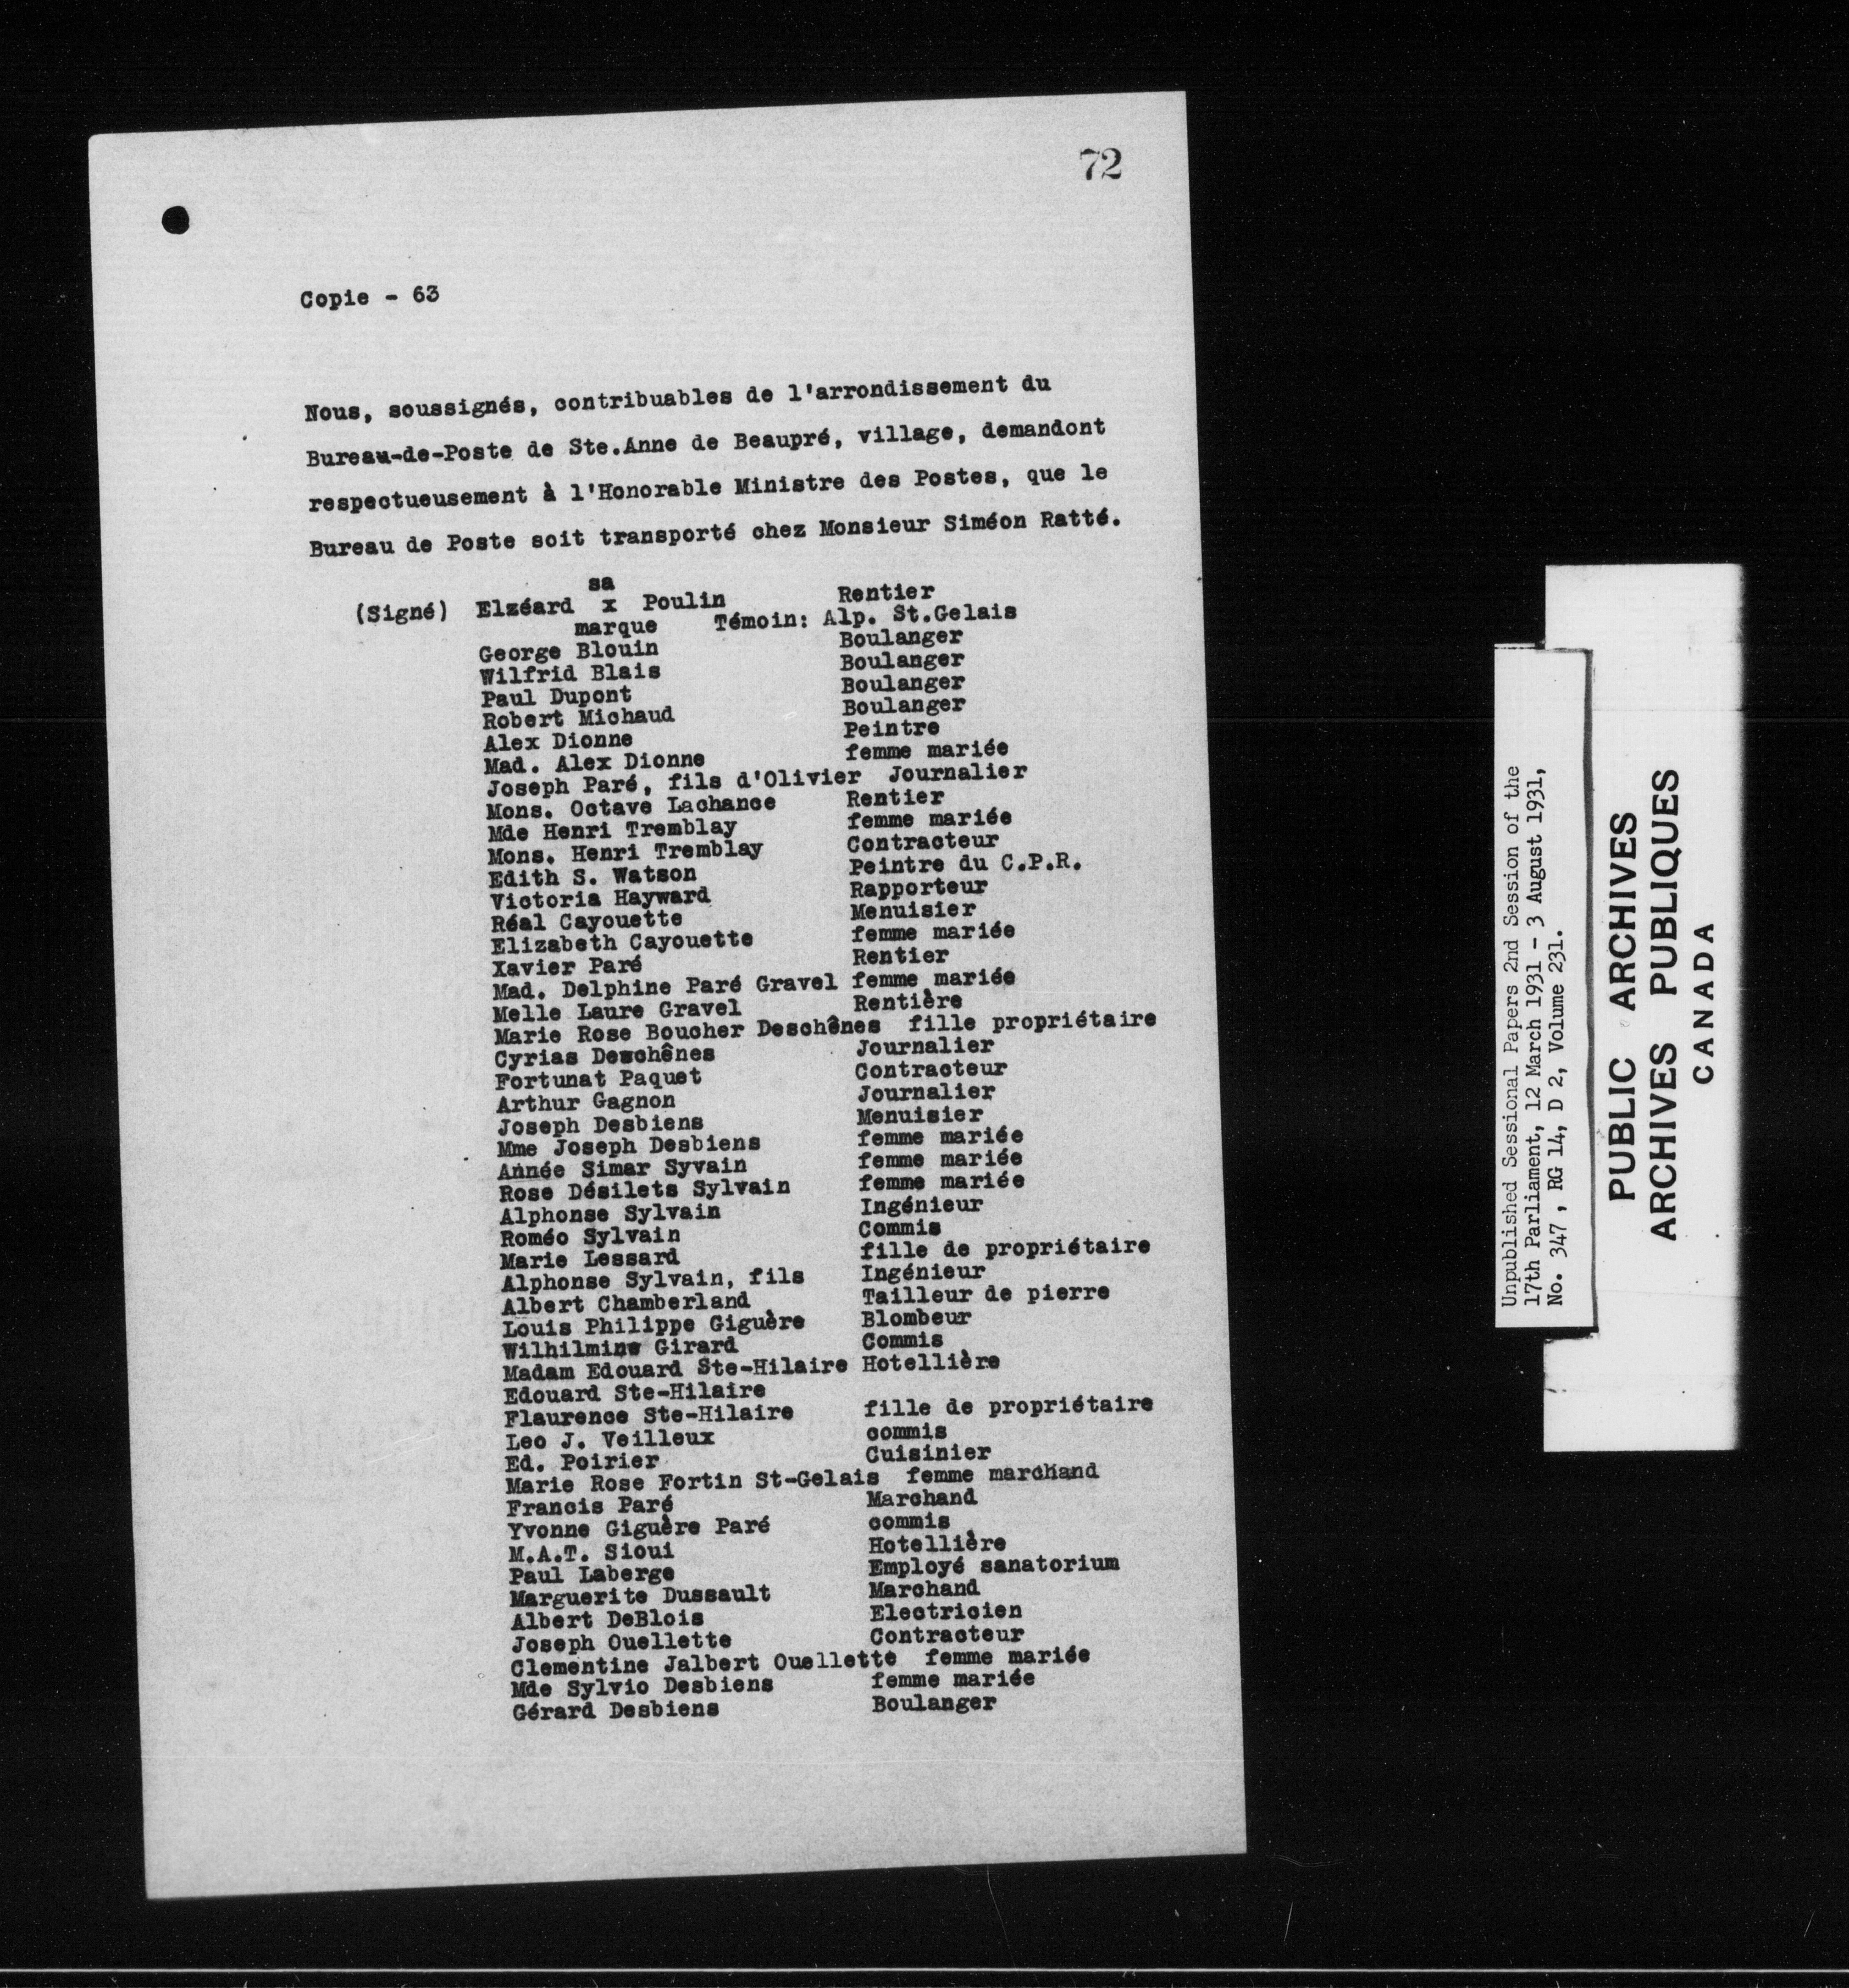 72
Copie - 63
Nous, soussignés, contribuables de l'arrondissement du
Bureau-de-Poste de Ste.Anne de Beaupré, village, demandont
respectueusement à l'Honorable Ministre des Postes, que le
Bureau de Poste soit transporté chez Monsieur Siméon Ratté.
sa
(Signé) Elzéard x Poulin Rentier
marque Témoin: Alp. St.Gelais
George Blouin Boulanger
Wilfrid Blais Boulanger
Paul Dupont Boulanger
Robert Michaud Boulanger
Alex Dionne Peintre
Mad. Alex Dionne femme mariée
Joseph Paré, fils d'Olivier Journalier
Mons. Octave Lachance Rentier
Mde Henri Tremblay femme mariée
Mons. Henri Tremblay Contracteur
Edith S. Watson Peintre du C.P.R.
Victoria Hayward Rapporteur
Réal Cayouette Menuisier
Elizabeth Cayouette femme mariée
Xavier Paré Rentier
Mad. Delphine Paré Gravel femme mariée
Melle Laure Gravel Rentière
Marie Rose Boucher Deschênes fille propriétaire
Cyrias Deschênes Journalier
Fortunat Paquet Contracteur
Arthur Gagnon Journalier
Joseph Desbiens Menuisier
Mme Joseph Desbiens femme mariée
Année Simar Syvain femme mariée
Rose Désilets Sylvain femme mariée
Alphonse Sylvain Ingénieur
Roméo Sylvain Commis
Marie Lessard fille de propriétaire
Alphonse Sylvain, fils Ingénieur
Albert Chamberland Tailleur de pierre
Louis Philippe Giguère Blombeur
Wilhilmine Girard Commis
Madam Edouard Ste-Hilaire Hotellière
Edouard Ste-Hilaire
Flaurence Ste-Hilaire fille de propriétaire
Leo J. Veilleux commis
Ed. Poirier Cuisinier
Marie Rose Fortin St-Gelais femme marchand
Francis Paré Marchand
Yvonne Giguère Paré commis
M.A.T. Sioui Hotellière
Paul Laberge Employé sanatorium
Marguerite Dussault Marchand
Albert DeBlois Electricien
Joseph Ouellette Contracteur
Clementine Jalbert Ouellette femme mariée
Mde Sylvio Desbiens femme mariée
Gérard Desbiens Boulanger
Unpublished Sessional Papers 2nd Session of the
17th Parliament, 12 March 1931 - 3 August 1931,
No. 347 , RG 14, D 2, Volume 231.
PUBLIC ARCHIVES
ARCHIVES PUBLIQUES
CANADA